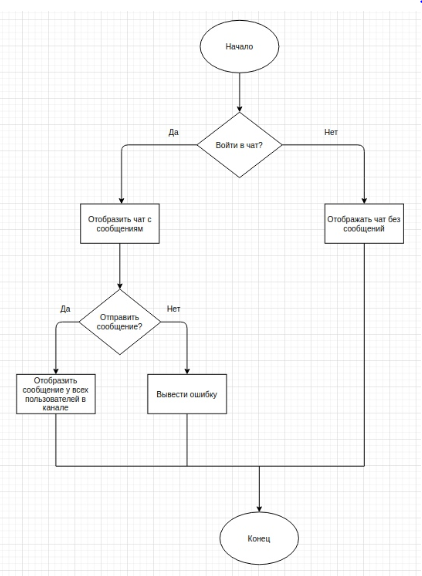 Начало
Да
Нет
Войти в чат?
Отобразить чат с
сообщениям
Отображать чат без
сообщений
Да
Нет
Отправить
сообщение?
Отобразить
сообщение у всех
пользователей в
канале
Вывести ошибку
Конец